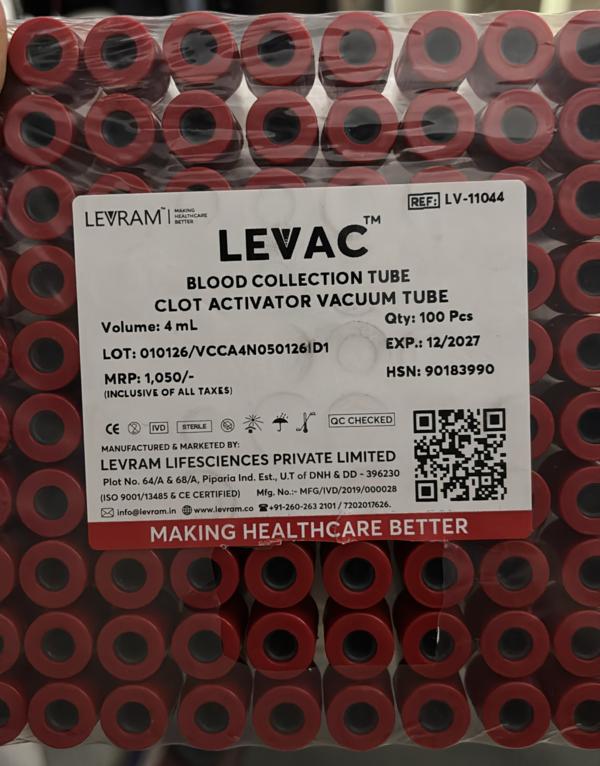 LEVRAM™ | MAKING HEALTHCARE BETTER
REF: LV-11044
LEVAC™
BLOOD COLLECTION TUBE
CLOT ACTIVATOR VACUUM TUBE
Volume: 4 mL
Qty: 100 Pcs
LOT: 010126/VCCA4N050126ID1
EXP.: 12/2027
MRP: 1,050/-
(INCLUSIVE OF ALL TAXES)
HSN: 90183990
CE IVD STERILE QC CHECKED
MANUFACTURED & MARKETED BY:
LEVRAM LIFESCIENCES PRIVATE LIMITED
Plot No. 64/A & 68/A, Piparia Ind. Est., U.T of DNH & DD - 396230
(ISO 9001/13485 & CE CERTIFIED) Mfg. No.:- MFG/IVD/2019/000028
info@levram.in www.levram.co +91-260-263 2101 / 7202017626.
MAKING HEALTHCARE BETTER